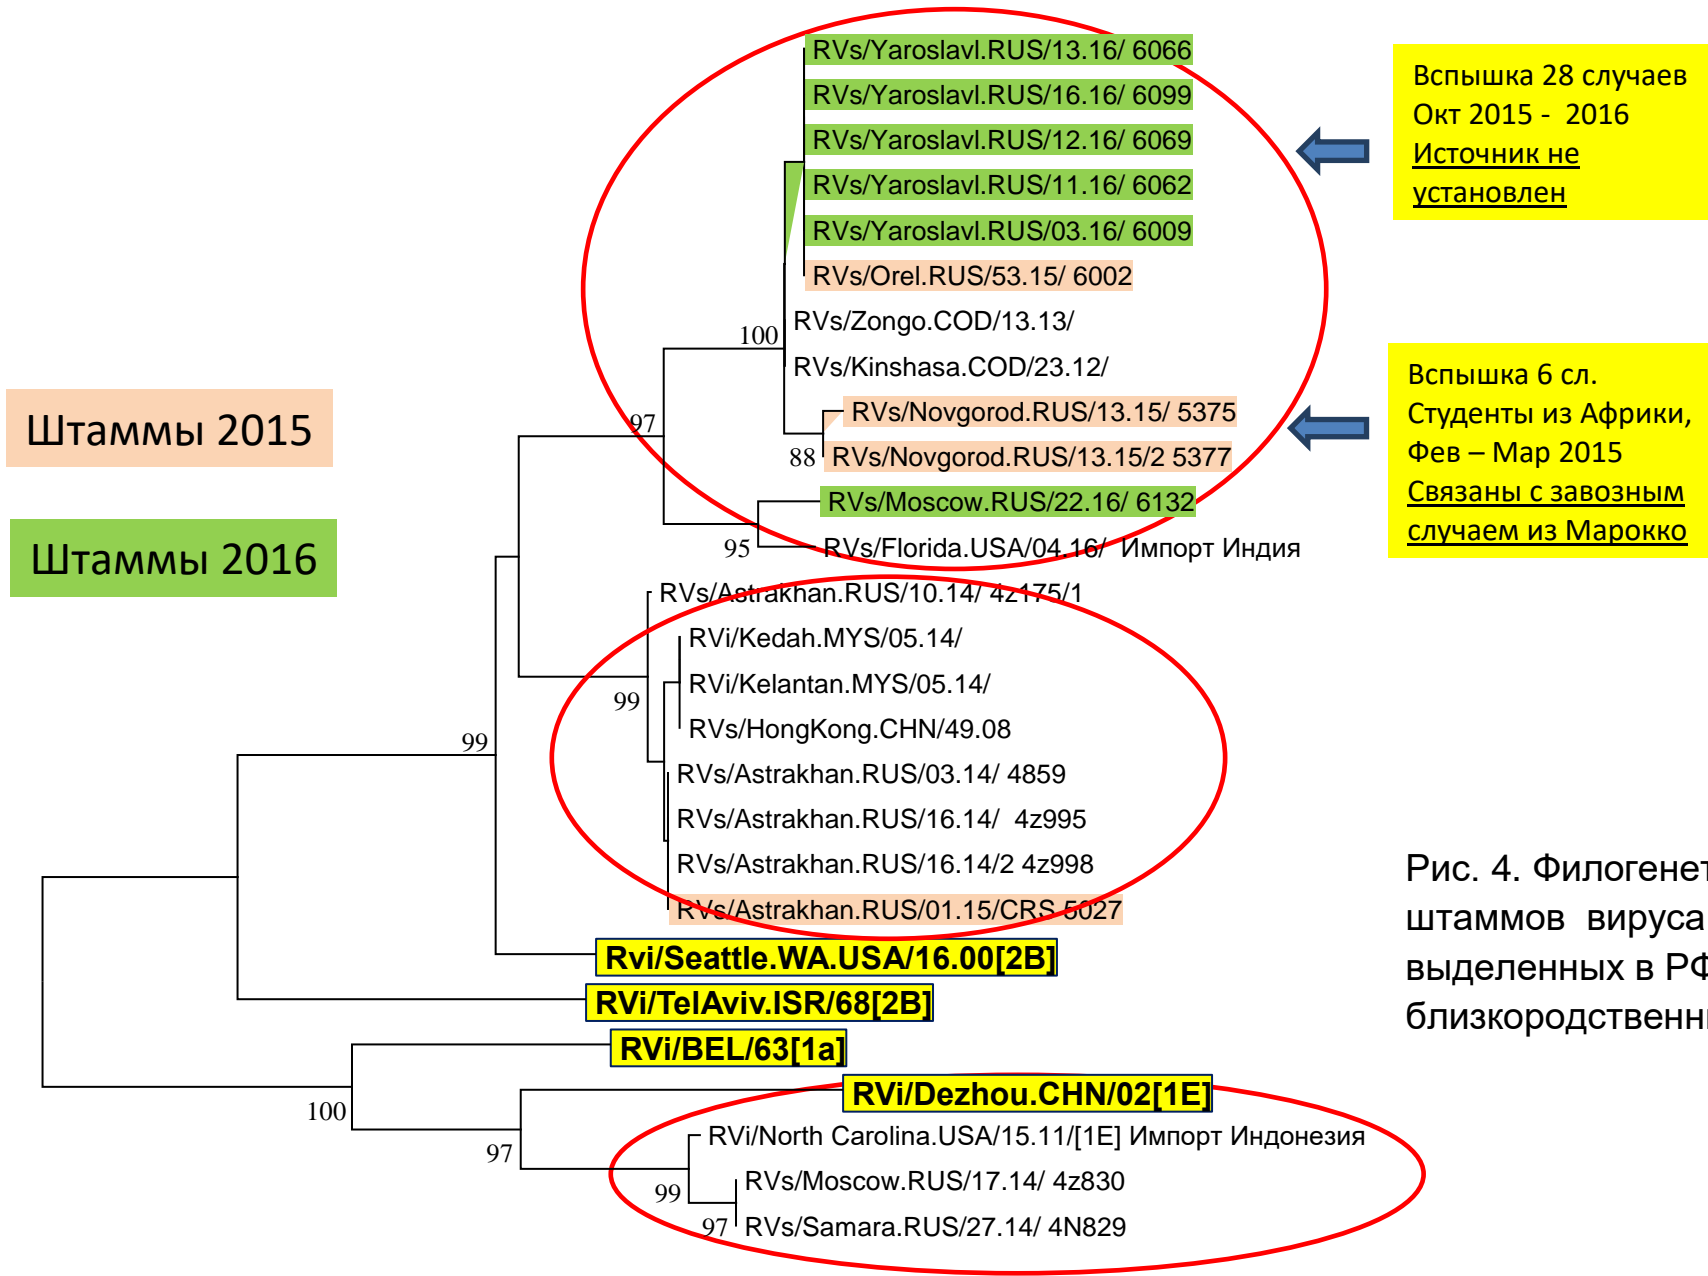 RVs/Yaroslavl.RUS/13.16/ 6066
RVs/Yaroslavl.RUS/16.16/ 6099
RVs/Yaroslavl.RUS/12.16/ 6069
RVs/Yaroslavl.RUS/11.16/ 6062
RVs/Yaroslavl.RUS/03.16/ 6009
RVs/Orel.RUS/53.15/ 6002
RVs/Zongo.COD/13.13/
100
RVs/Kinshasa.COD/23.12/
RVs/Novgorod.RUS/13.15/ 5375
97
88
RVs/Novgorod.RUS/13.15/2 5377
RVs/Moscow.RUS/22.16/ 6132
95
RVs/Florida.USA/04.16/ Импорт Индия
Вспышка 28 случаев
Окт 2015 - 2016
Источник не
установлен
Вспышка 6 сл.
Студенты из Африки,
Фев – Мар 2015
Связаны с завозным
случаем из Марокко
Штаммы 2015
Штаммы 2016
RVs/Astrakhan.RUS/10.14/ 4z175/1
RVi/Kedah.MYS/05.14/
RVi/Kelantan.MYS/05.14/
99
RVs/HongKong.CHN/49.08
99
RVs/Astrakhan.RUS/03.14/ 4859
RVs/Astrakhan.RUS/16.14/ 4z995
RVs/Astrakhan.RUS/16.14/2 4z998
RVs/Astrakhan.RUS/01.15/CRS 5027
Rvi/Seattle.WA.USA/16.00[2B]
RVi/TelAviv.ISR/68[2B]
RVi/BEL/63[1a]
RVi/Dezhou.CHN/02[1E]
100
RVi/North Carolina.USA/15.11/[1E] Импорт Индонезия
97
RVs/Moscow.RUS/17.14/ 4z830
99
97
RVs/Samara.RUS/27.14/ 4N829
Рис. 4. Филогенет
штаммов вируса
выделенных в РФ
близкородственн